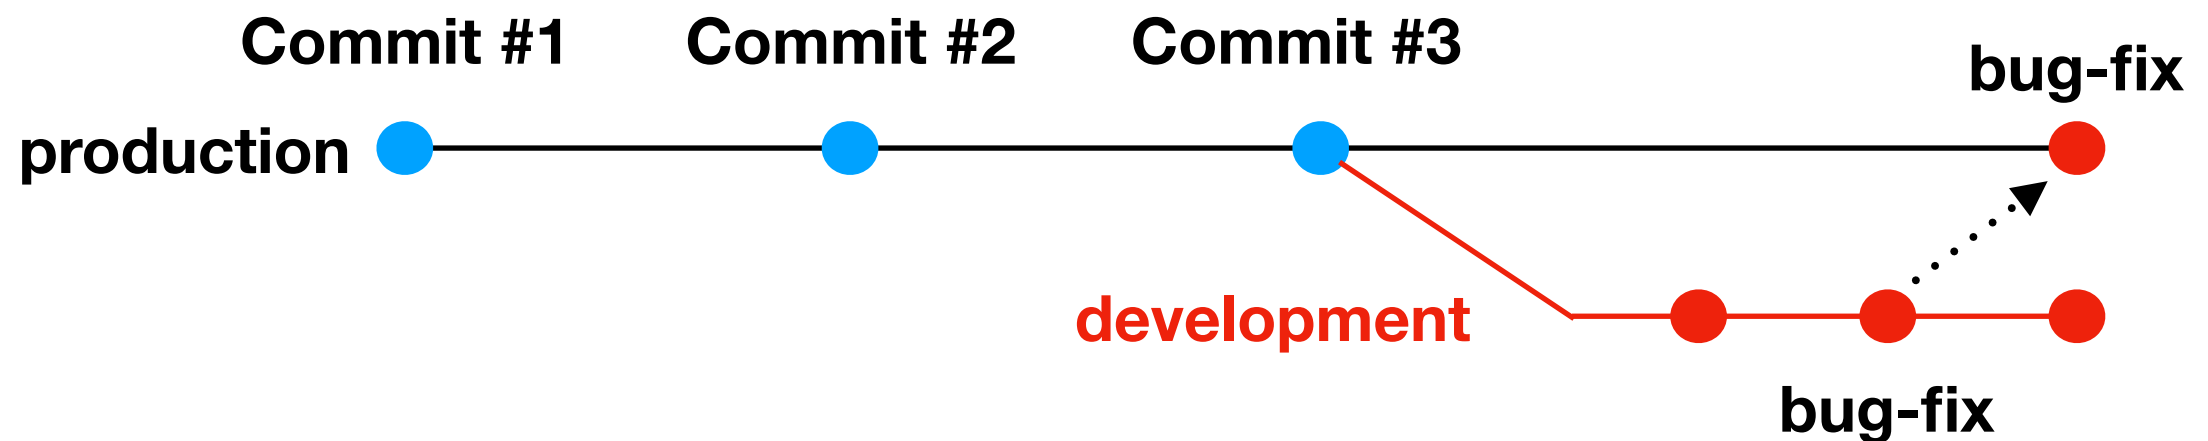 Commit #1
Commit #2
Commit #3
bug-fix
production
development
bug-fix